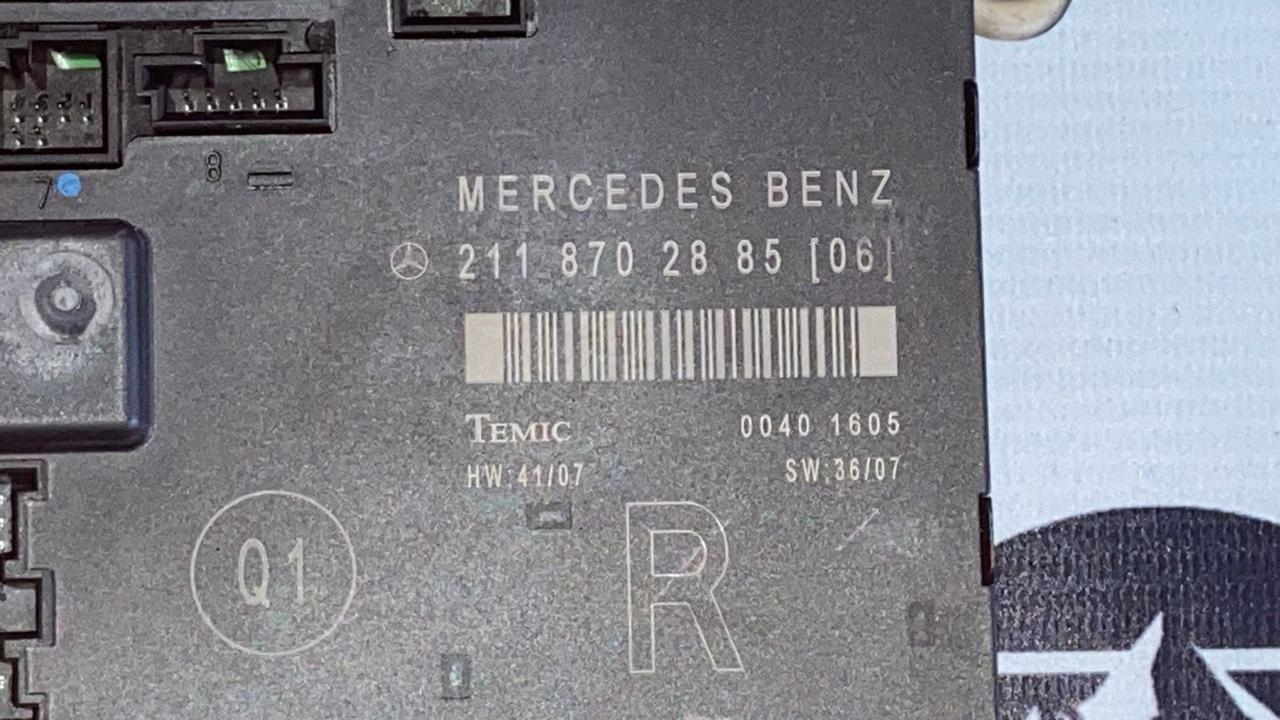 8
7
MERCEDES BENZ
211 870 28 85 [06]
TEMIC 0040 1605
HW:41/07 SW:36/07
Q1
R